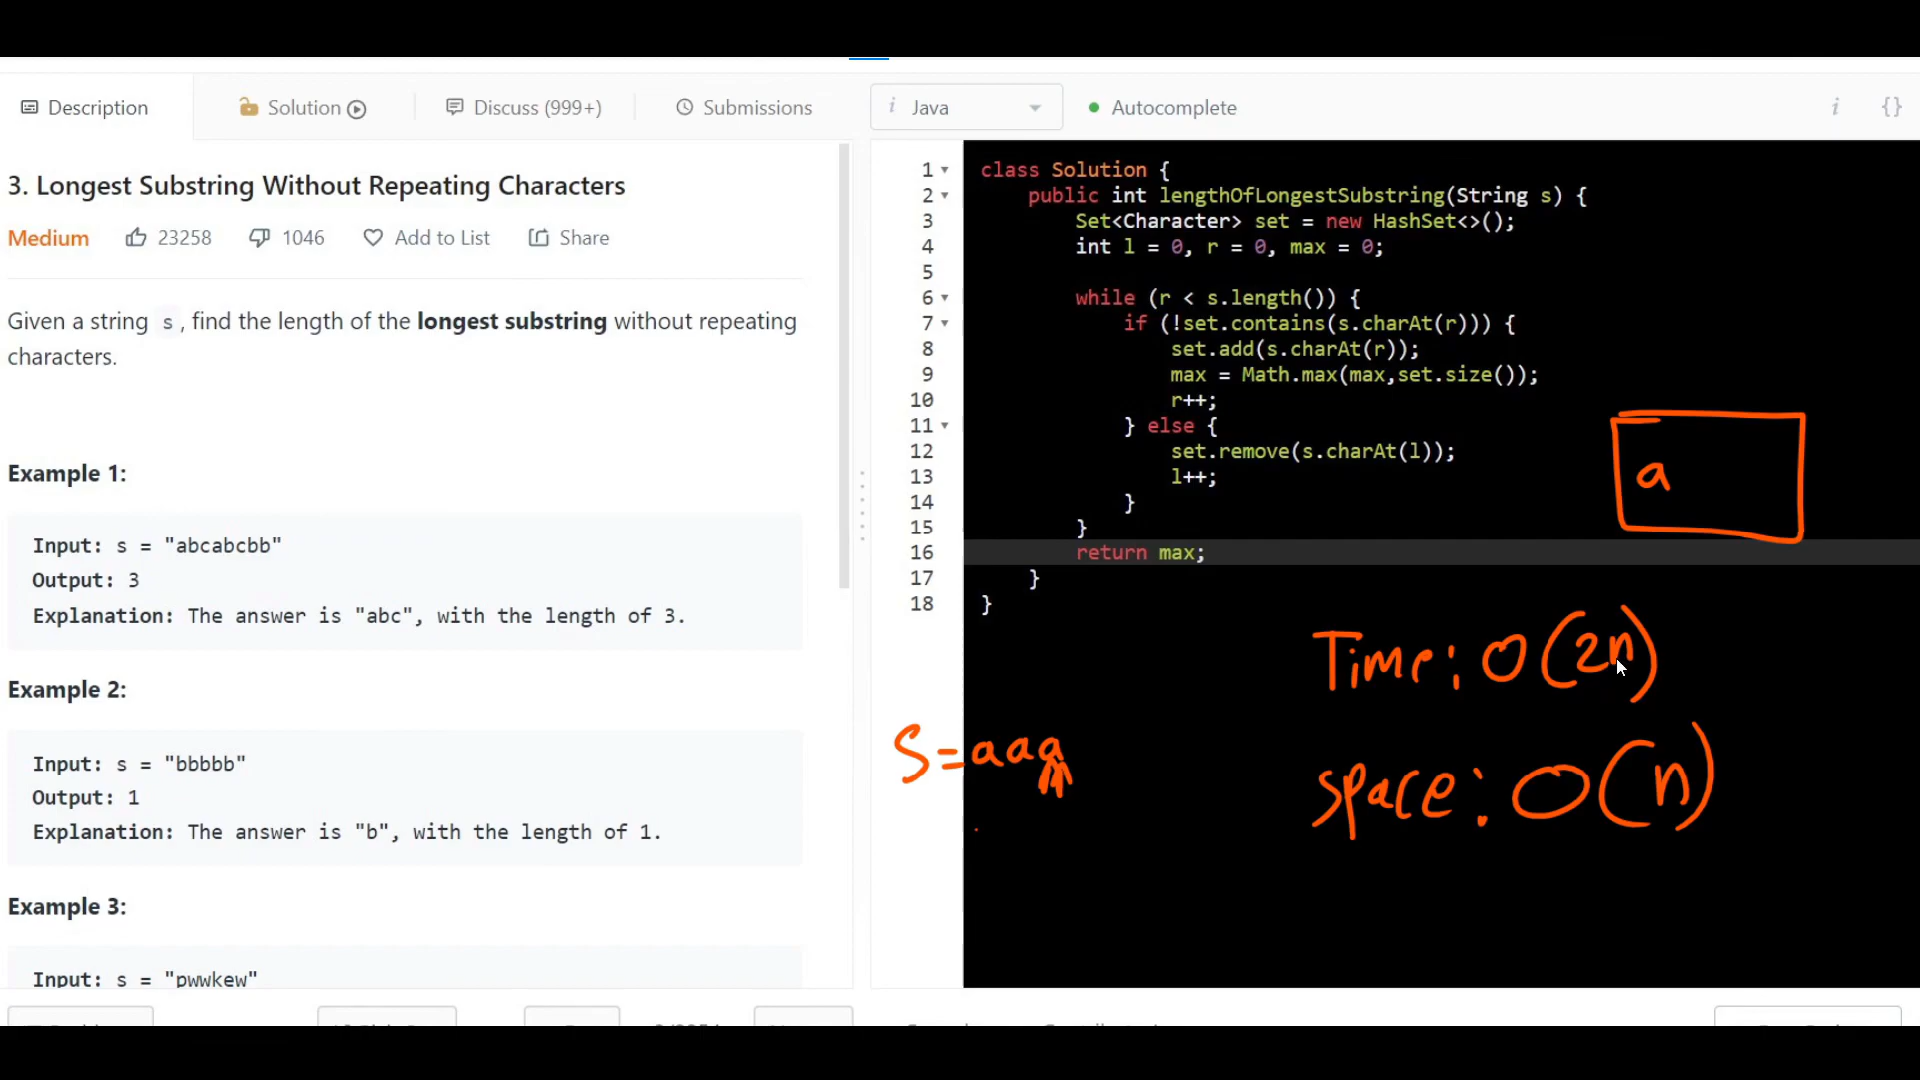 Description
Solution
Discuss (999+)
Submissions
i Java
Autocomplete
i {}
3. Longest Substring Without Repeating Characters
Medium 23258 1046 Add to List Share
Given a string s, find the length of the longest substring without repeating
characters.
Example 1:
Input: s = "abcabcbb"
Output: 3
Explanation: The answer is "abc", with the length of 3.
Example 2:
Input: s = "bbbbb"
Output: 1
Explanation: The answer is "b", with the length of 1.
Example 3:
Input: s = "pwwkew"
1 class Solution {
2 public int lengthOfLongestSubstring(String s) {
3 Set<Character> set = new HashSet<>();
4 int l = 0, r = 0, max = 0;
5
6 while (r < s.length()) {
7 if (!set.contains(s.charAt(r))) {
8 set.add(s.charAt(r));
9 max = Math.max(max,set.size());
10 r++;
11 } else {
12 set.remove(s.charAt(l));
13 l++;
14 }
15 }
16 return max;
17 }
18 }
a
Time: O(2n)
S=aaa
space: O(n)